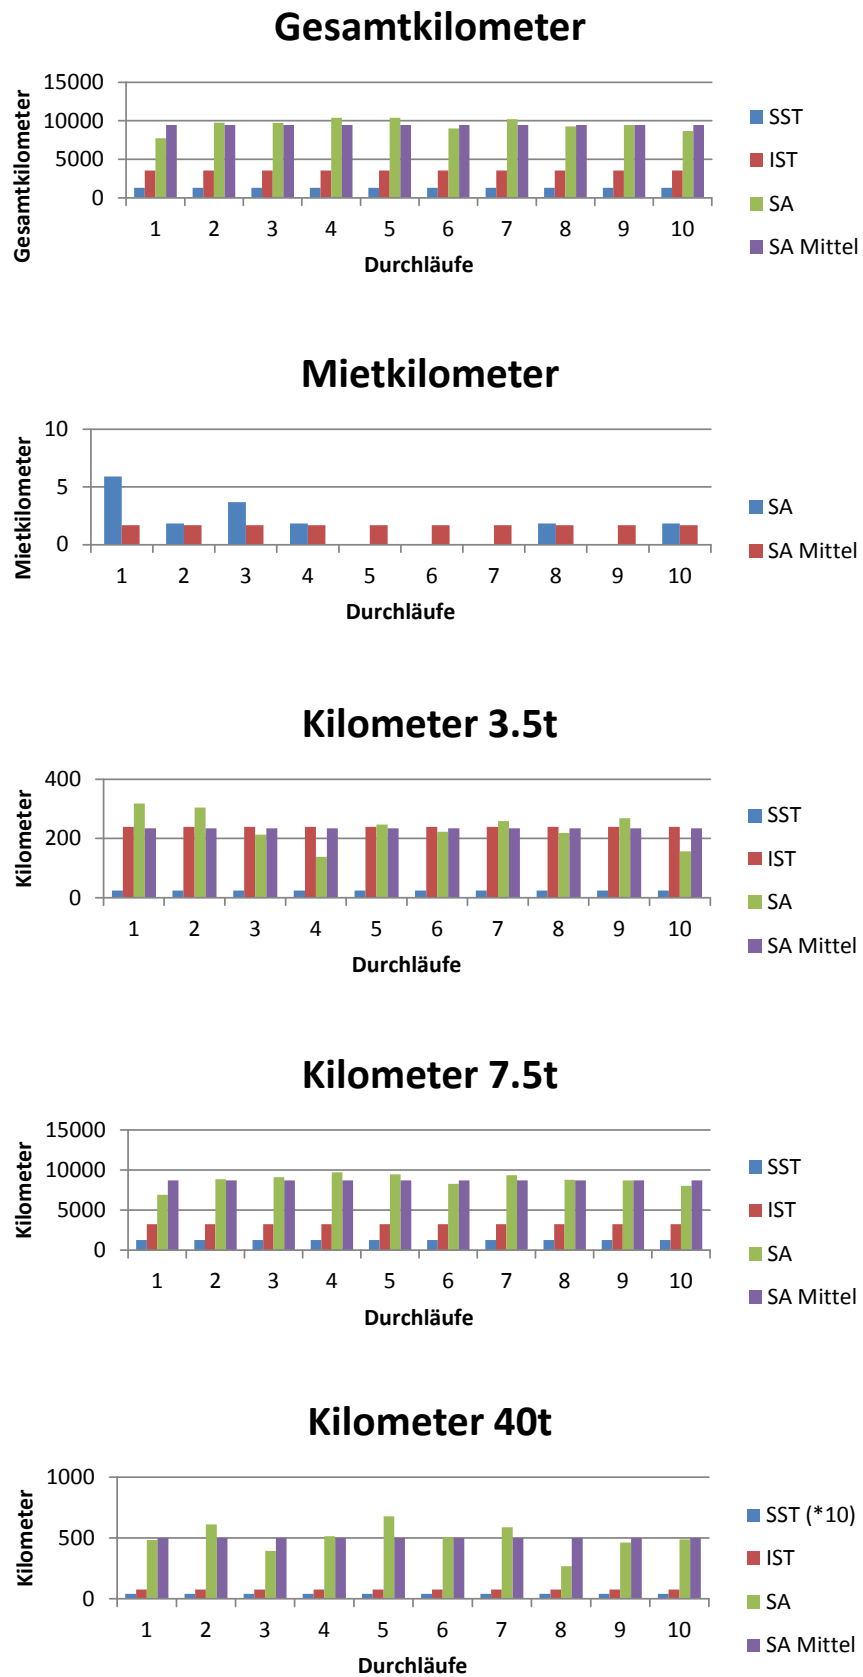 Gesamtkilometer
15000
10000
5000
0
Gesamtkilometer
1 2 3 4 5 6 7 8 9 10
Durchläufe
SST
IST
SA
SA Mittel
Mietkilometer
10
5
0
Mietkilometer
1 2 3 4 5 6 7 8 9 10
Durchläufe
SA
SA Mittel
Kilometer 3.5t
400
200
0
Kilometer
1 2 3 4 5 6 7 8 9 10
Durchläufe
SST
IST
SA
SA Mittel
Kilometer 7.5t
15000
10000
5000
0
Kilometer
1 2 3 4 5 6 7 8 9 10
Durchläufe
SST
IST
SA
SA Mittel
Kilometer 40t
1000
500
0
Kilometer
1 2 3 4 5 6 7 8 9 10
Durchläufe
SST (*10)
IST
SA
SA Mittel